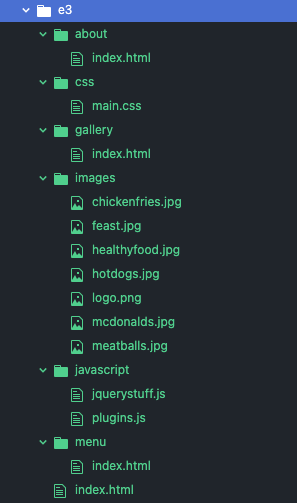 e3
about
index.html
css
main.css
gallery
index.html
images
chickenfries.jpg
feast.jpg
healthyfood.jpg
hotdogs.jpg
logo.png
mcdonalds.jpg
meatballs.jpg
javascript
jquerystuff.js
plugins.js
menu
index.html
index.html